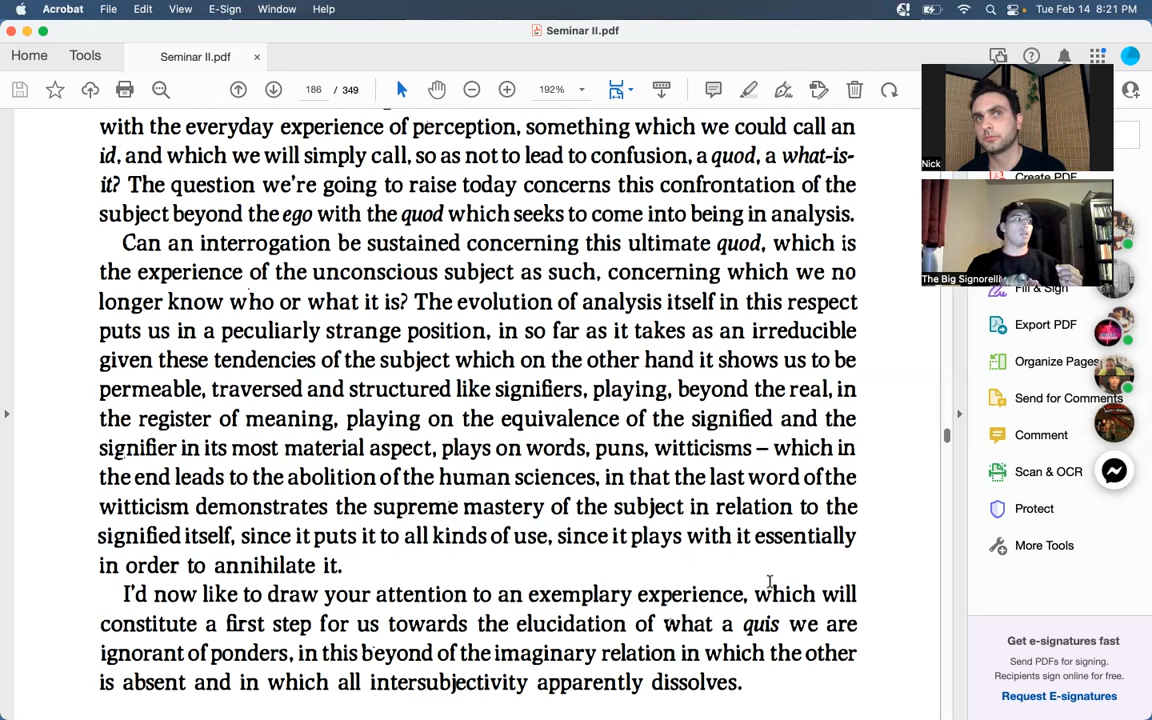 Acrobat File Edit View E-Sign Window Help Tue Feb 14 8:21 PM
Seminar II.pdf
Home Tools Seminar II.pdf ×
186 / 349 192%
with the everyday experience of perception, something which we could call an
id, and which we will simply call, so as not to lead to confusion, a quod, a what-is-
it? The question we're going to raise today concerns this confrontation of the
subject beyond the ego with the quod which seeks to come into being in analysis.
Can an interrogation be sustained concerning this ultimate quod, which is
the experience of the unconscious subject as such, concerning which we no
longer know who or what it is? The evolution of analysis itself in this respect
puts us in a peculiarly strange position, in so far as it takes as an irreducible
given these tendencies of the subject which on the other hand it shows us to be
permeable, traversed and structured like signifiers, playing, beyond the real, in
the register of meaning, playing on the equivalence of the signified and the
signifier in its most material aspect, plays on words, puns, witticisms – which in
the end leads to the abolition of the human sciences, in that the last word of the
witticism demonstrates the supreme mastery of the subject in relation to the
signified itself, since it puts it to all kinds of use, since it plays with it essentially
in order to annihilate it.
I'd now like to draw your attention to an exemplary experience, which will
constitute a first step for us towards the elucidation of what a quis we are
ignorant of ponders, in this beyond of the imaginary relation in which the other
is absent and in which all intersubjectivity apparently dissolves.
Nick
Create PDF
The Big Signorelli
Fill & Sign
Export PDF
Organize Pages
Send for Comments
Comment
Scan & OCR
Protect
More Tools
Get e-signatures fast
Send PDFs for signing.
Recipients sign online for free.
Request E-signatures